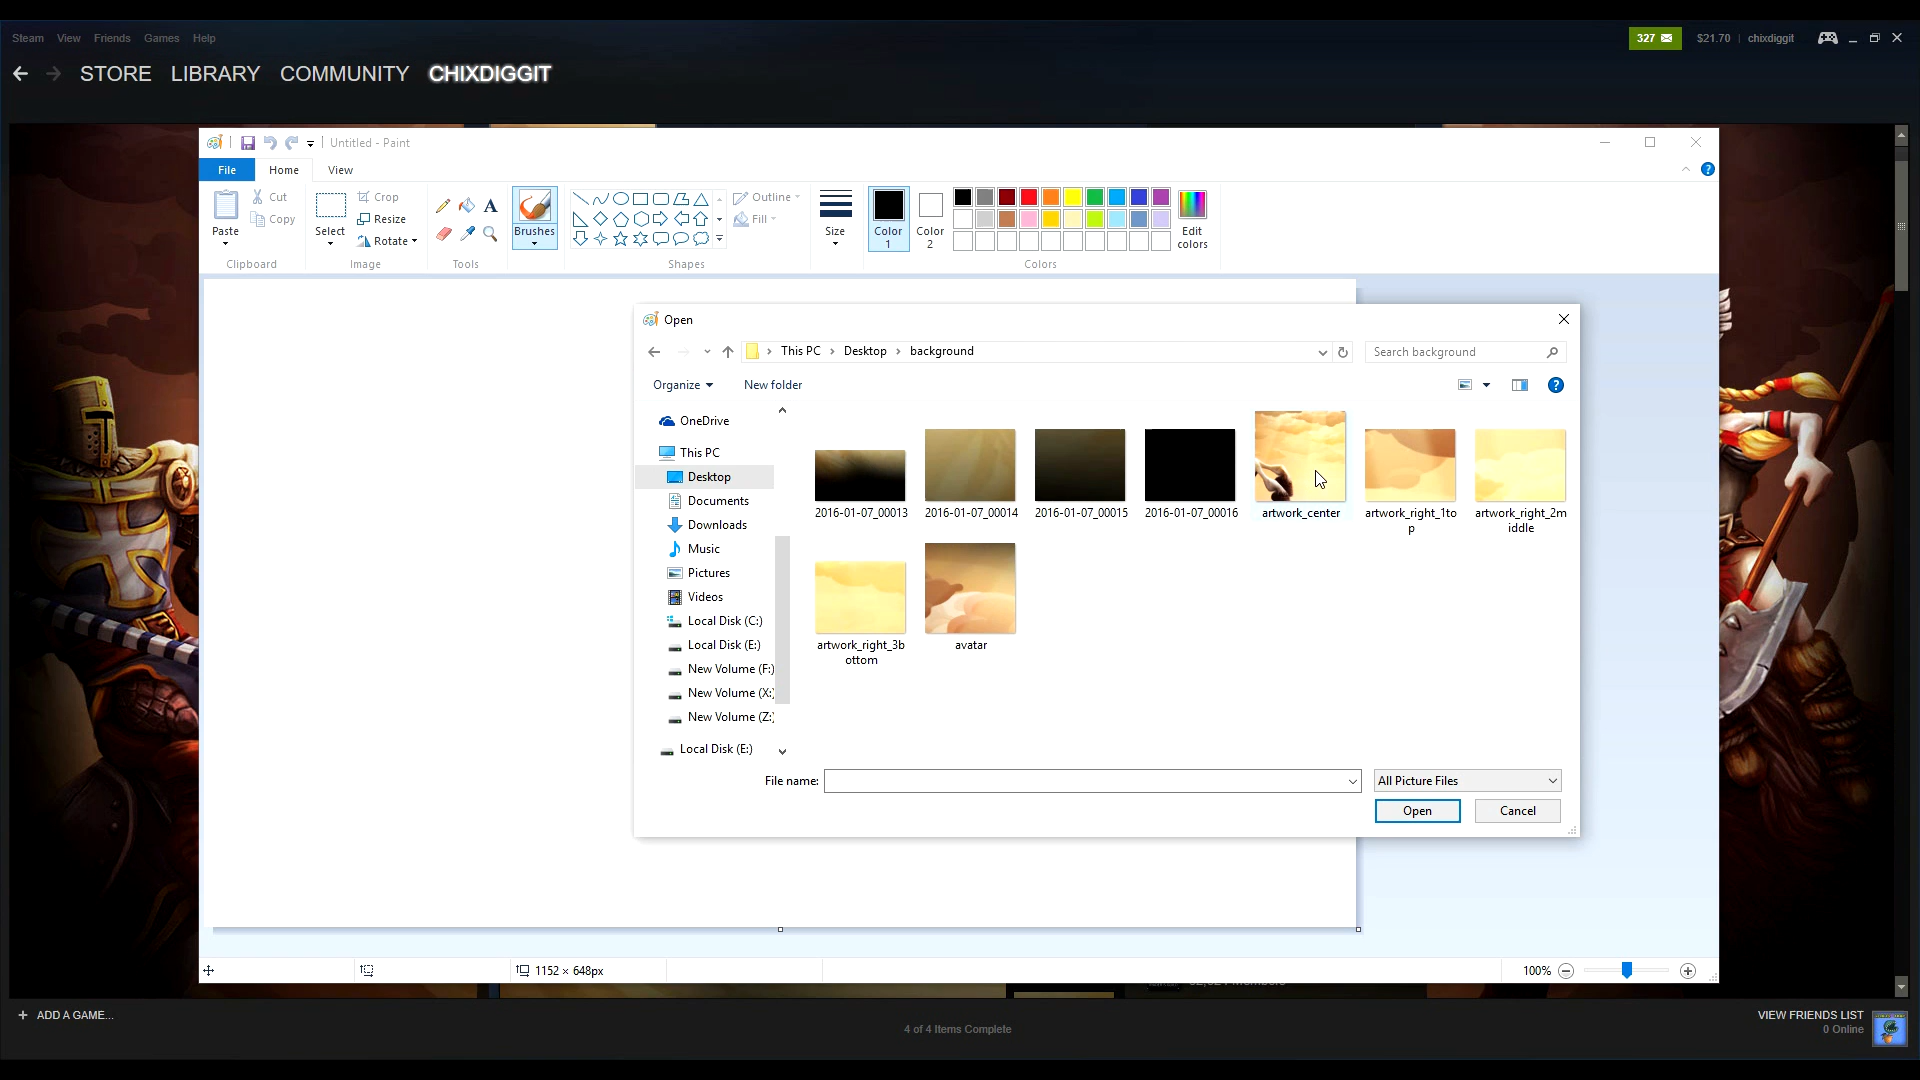 Steam View Friends Games Help
327 $21.70 chixdiggit
STORE LIBRARY COMMUNITY CHIXDIGGIT
Untitled - Paint
File Home View
Paste
Cut
Copy
Clipboard
Select
Crop
Resize
Rotate
Image
A
Tools
Brushes
Shapes
Outline
Fill
Size
Color
1
Color
2
Colors
Edit
colors
Open
This PC > Desktop > background
Search background
Organize New folder
OneDrive
This PC
Desktop
Documents
Downloads
Music
Pictures
Videos
Local Disk (C:)
Local Disk (E:)
New Volume (F:)
New Volume (X:)
New Volume (Z:)
Local Disk (E:)
2016-01-07_00013
2016-01-07_00014
2016-01-07_00015
2016-01-07_00016
artwork_center
artwork_right_1to
p
artwork_right_2m
iddle
artwork_right_3b
ottom
avatar
File name:
All Picture Files
Open Cancel
1152 × 648px
100%
ADD A GAME...
4 of 4 Items Complete
VIEW FRIENDS LIST
0 Online